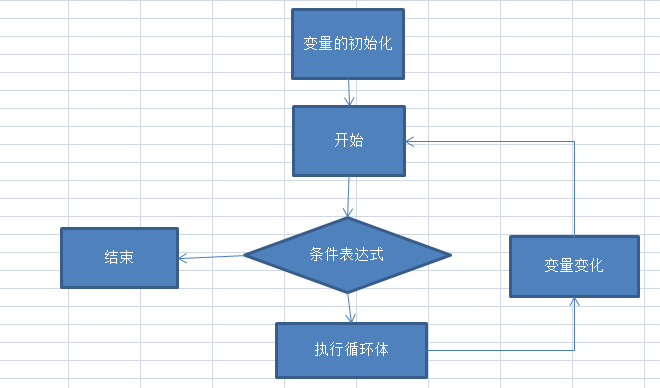 变量的初始化
开始
条件表达式
结束
变量变化
执行循环体